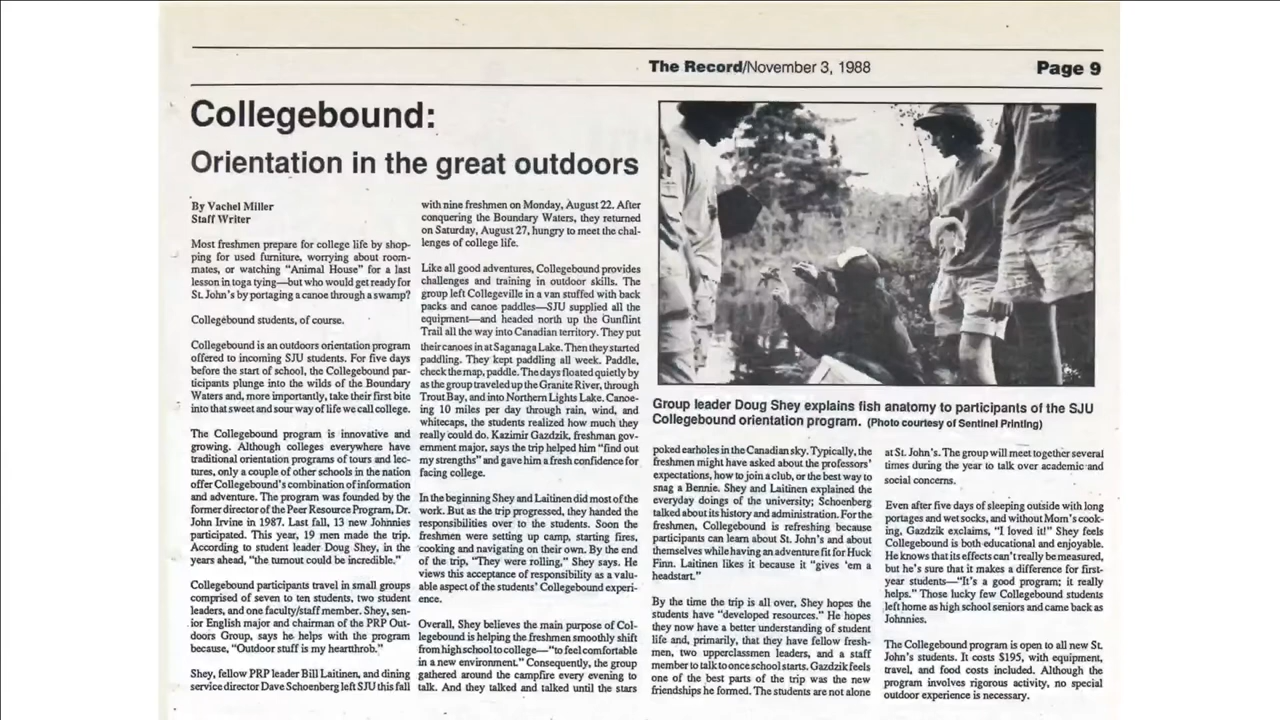 The Record/November 3, 1988
Page 9
Collegebound:
Orientation in the great outdoors
By Vachel Miller
Staff Writer
Most freshmen prepare for college life by shop-
ping for used furniture, worrying about room-
mates, or watching “Animal House” for a last
lesson in toga tying—but who would get ready for
St. John's by portaging a canoe through a swamp?
Collegebound students, of course.
Collegebound is an outdoors orientation program
offered to incoming SJU students. For five days
before the start of school, the Collegebound par-
ticipants plunge into the wilds of the Boundary
Waters and, more importantly, take their first bite
into that sweet and sour way of life we call college.
The Collegebound program is innovative and
growing. Although colleges everywhere have
traditional orientation programs of tours and lec-
tures, only a couple of other schools in the nation
offer Collegebound's combination of information
and adventure. The program was founded by the
former director of the Peer Resource Program, Dr.
John Irvine in 1987. Last fall, 13 new Johnnies
participated. This year, 19 men made the trip.
According to student leader Doug Shey, in the
years ahead, “the turnout could be incredible.”
Collegebound participants travel in small groups
comprised of seven to ten students, two student
leaders, and one faculty/staff member. Shey, sen-
ior English major and chairman of the PRP Out-
doors Group, says he helps with the program
because, “Outdoor stuff is my hearthrob.”
Shey, fellow PRP leader Bill Laitinen, and dining
service director Dave Schoenberg left SJU this fall
with nine freshmen on Monday, August 22. After
conquering the Boundary Waters, they returned
on Saturday, August 27, hungry to meet the chal-
lenges of college life.
Like all good adventures, Collegebound provides
challenges and training in outdoor skills. The
group left Collegeville in a van stuffed with back
packs and canoe paddles—SJU supplied all the
equipment—and headed north up the Gunflint
Trail all the way into Canadian territory. They put
their canoes in at Saganaga Lake. Then they started
paddling. They kept paddling all week. Paddle,
check the map, paddle. The days floated quietly by
as the group traveled up the Granite River, through
Trout Bay, and into Northern Lights Lake. Canoe-
ing 10 miles per day through rain, wind, and
whitecaps, the students realized how much they
really could do. Kazimir Gazdzik, freshman gov-
ernment major, says the trip helped him “find out
my strengths” and gave him a fresh confidence for
facing college.
In the beginning Shey and Laitinen did most of the
work. But as the trip progressed, they handed the
responsibilities over to the students. Soon the
freshmen were setting up camp, starting fires,
cooking and navigating on their own. By the end
of the trip, “They were rolling,” Shey says. He
views this acceptance of responsibility as a valu-
able aspect of the students' Collegebound experi-
ence.
Overall, Shey believes the main purpose of Col-
legebound is helping the freshmen smoothly shift
from high school to college—“to feel comfortable
in a new environment.” Consequently, the group
gathered around the campfire every evening to
talk. And they talked and talked until the stars
Group leader Doug Shey explains fish anatomy to participants of the SJU
Collegebound orientation program. (Photo courtesy of Sentinel Printing)
poked earholes in the Canadian sky. Typically, the
freshmen might have asked about the professors'
expectations, how to join a club, or the best way to
snag a Bennie. Shey and Laitinen explained the
everyday doings of the university; Schoenberg
talked about its history and administration. For the
freshmen, Collegebound is refreshing because
participants can learn about St. John's and about
themselves while having an adventure fit for Huck
Finn. Laitinen likes it because it “gives 'em a
headstart.”
By the time the trip is all over, Shey hopes the
students have “developed resources.” He hopes
they now have a better understanding of student
life and, primarily, that they have fellow fresh-
men, two upperclassmen leaders, and a staff
member to talk to once school starts. Gazdzik feels
one of the best parts of the trip was the new
friendships he formed. The students are not alone
at St. John's. The group will meet together several
times during the year to talk over academic and
social concerns.
Even after five days of sleeping outside with long
portages and wet socks, and without Mom's cook-
ing, Gazdzik exclaims, “I loved it!” Shey feels
Collegebound is both educational and enjoyable.
He knows that its effects can't really be measured,
but he's sure that it makes a difference for first-
year students—“It's a good program; it really
helps.” Those lucky few Collegebound students
left home as high school seniors and came back as
Johnnies.
The Collegebound program is open to all new St.
John's students. It costs $195, with equipment,
travel, and food costs included. Although the
program involves rigorous activity, no special
outdoor experience is necessary.